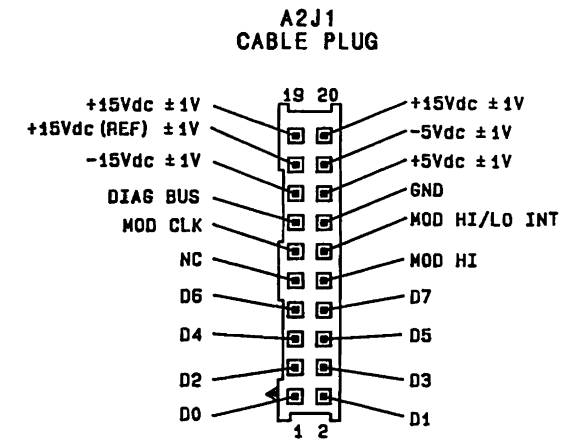 A2J1
CABLE PLUG
19 20
+15Vdc ±1V +15Vdc ±1V
+15Vdc (REF) ±1V -5Vdc ±1V
-15Vdc ±1V +5Vdc ±1V
DIAG BUS GND
MOD CLK MOD HI/LO INT
NC MOD HI
D6 D7
D4 D5
D2 D3
D0 D1
1 2